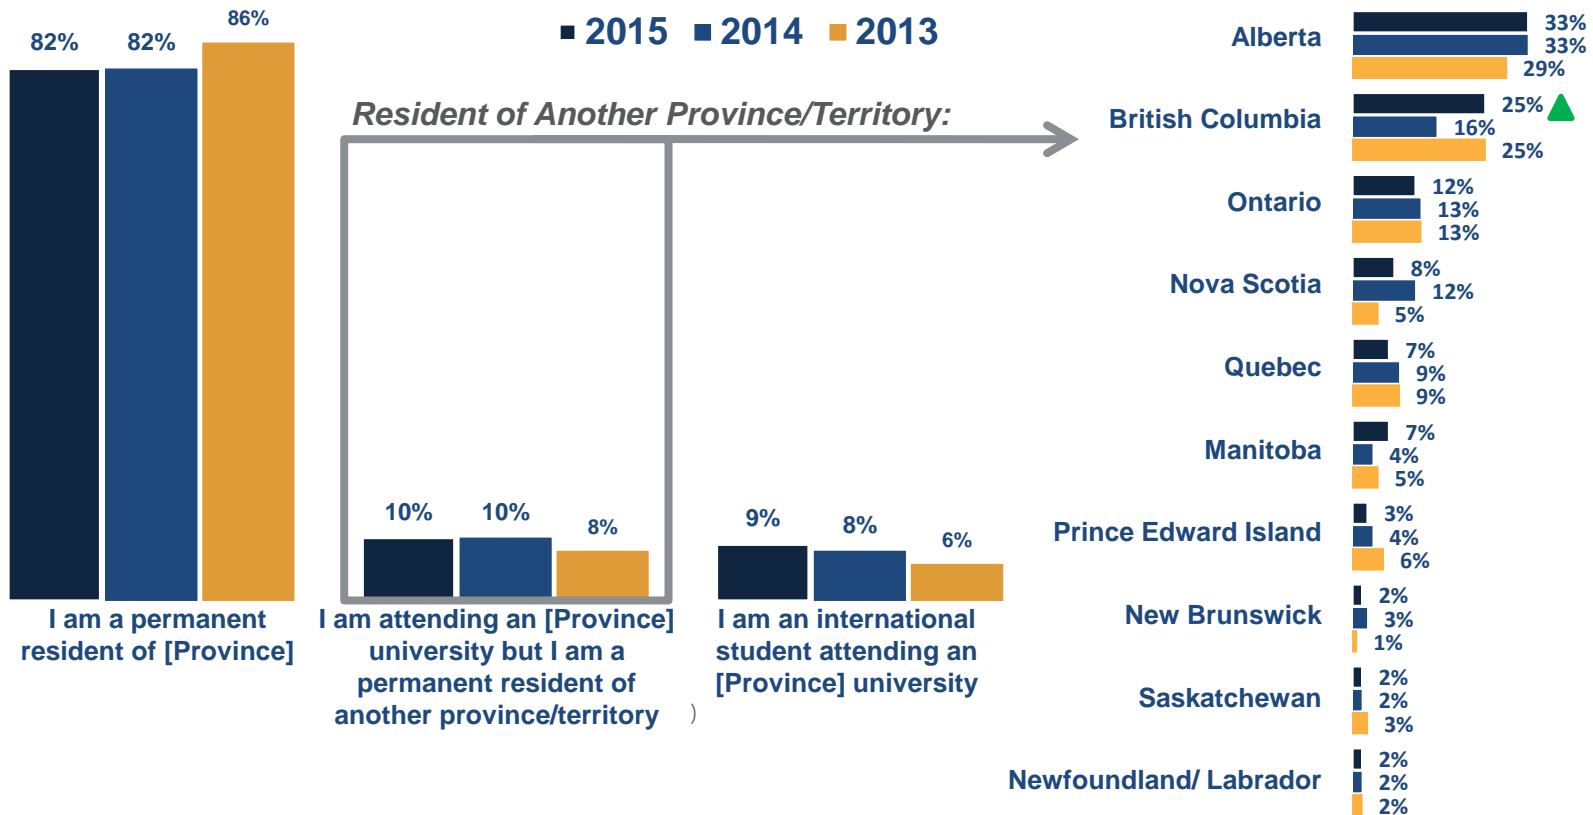 2015 2014 2013
82%
82%
86%
Resident of Another Province/Territory:
10%
10%
8%
9%
8%
6%
I am a permanent
resident of [Province]
I am attending an [Province]
university but I am a
permanent resident of
another province/territory )
I am an international
student attending an
[Province] university
Alberta
33%
33%
29%
British Columbia
25%
16%
25%
Ontario
12%
13%
13%
Nova Scotia
8%
12%
5%
Quebec
7%
9%
9%
Manitoba
7%
4%
5%
Prince Edward Island
3%
4%
6%
New Brunswick
2%
3%
1%
Saskatchewan
2%
2%
3%
Newfoundland/ Labrador
2%
2%
2%